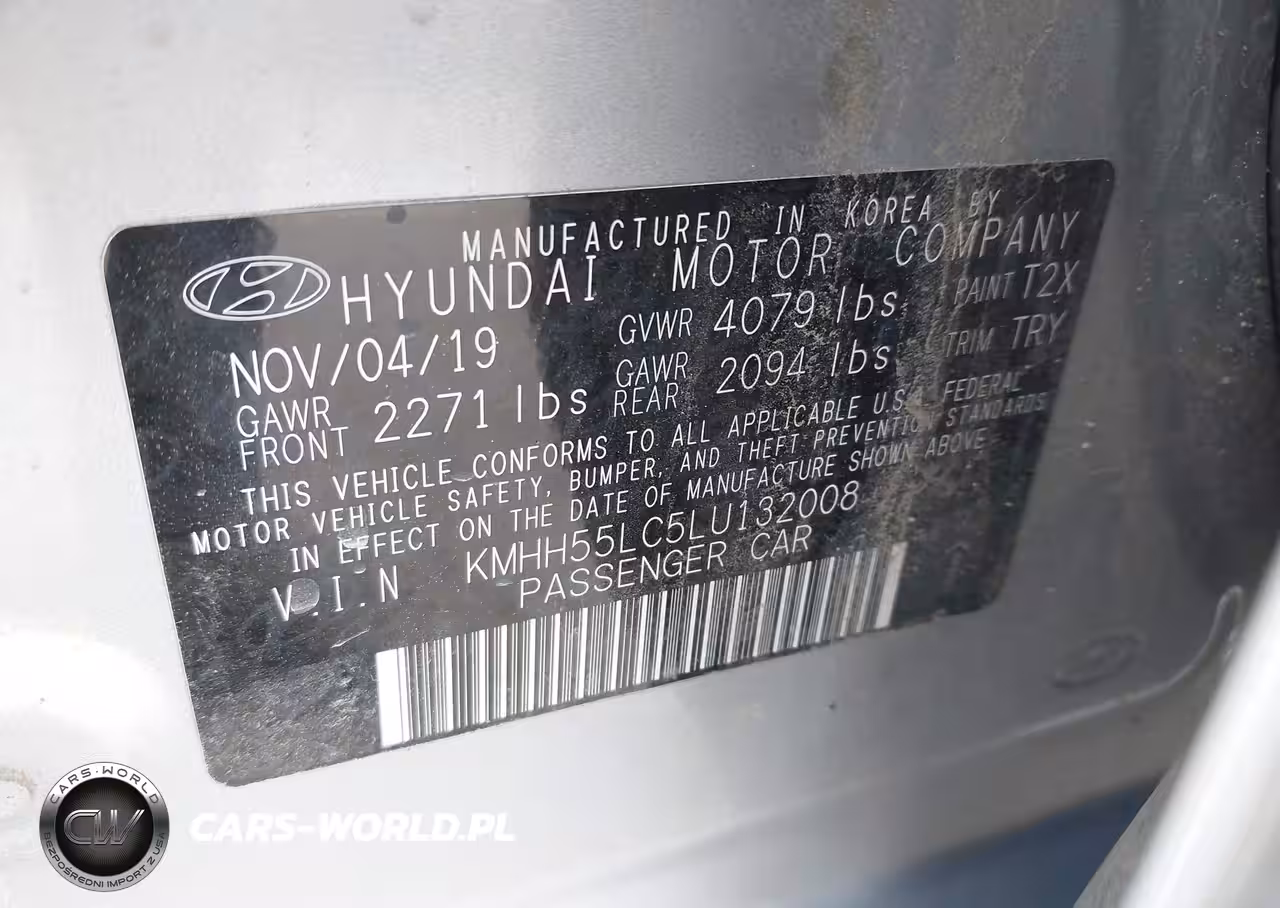 MANUFACTURED IN KOREA BY
HYUNDAI MOTOR COMPANY
NOV/04/19 GVWR 4079 lbs PAINT T2X
GAWR FRONT 2271 lbs GAWR REAR 2094 lbs TRIM TRY
THIS VEHICLE CONFORMS TO ALL APPLICABLE U.S.A FEDERAL
MOTOR VEHICLE SAFETY, BUMPER, AND THEFT PREVENTION STANDARDS
IN EFFECT ON THE DATE OF MANUFACTURE SHOWN ABOVE
V.I.N KMHH55LC5LU132008
PASSENGER CAR
CARS-WORLD
CW
BEZPOŚREDNI IMPORT Z USA
CARS-WORLD.PL